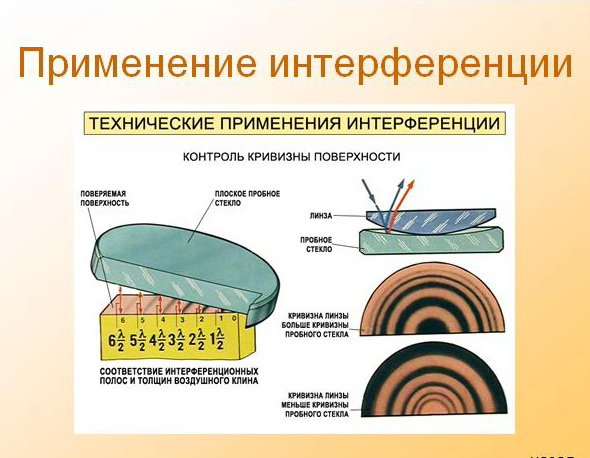 Применение интерференции
ТЕХНИЧЕСКИЕ ПРИМЕНЕНИЯ ИНТЕРФЕРЕНЦИИ
КОНТРОЛЬ КРИВИЗНЫ ПОВЕРХНОСТИ
ПОВЕРЯЕМАЯ
ПОВЕРХНОСТЬ
ПЛОСКОЕ ПРОБНОЕ
СТЕКЛО
6 5 4 3 2 1 0
6λ/2 5λ/2 4λ/2 3λ/2 2λ/2 1λ/2
СООТВЕТСТВИЕ ИНТЕРФЕРЕНЦИОННЫХ
ПОЛОС И ТОЛЩИН ВОЗДУШНОГО КЛИНА
ЛИНЗА
ПРОБНОЕ
СТЕКЛО
КРИВИЗНА ЛИНЗЫ
БОЛЬШЕ КРИВИЗНЫ
ПРОБНОГО СТЕКЛА
КРИВИЗНА ЛИНЗЫ
МЕНЬШЕ КРИВИЗНЫ
ПРОБНОГО СТЕКЛА